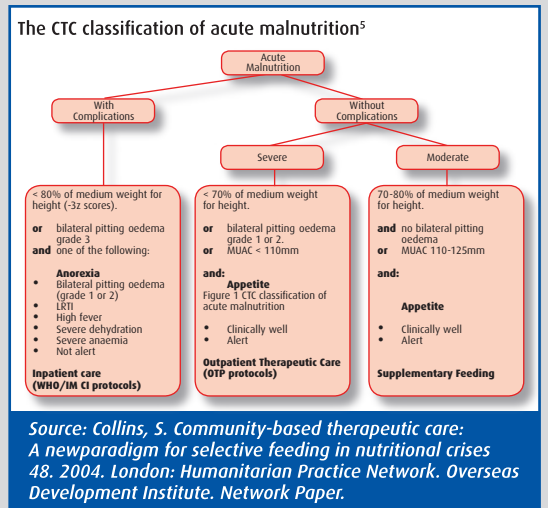 The CTC classification of acute malnutrition5
Acute
Malnutrition
With
Complications
Without
Complications
Severe
Moderate
< 80% of medium weight for
height (-3z scores).
or bilateral pitting oedema
grade 3
and one of the following:
Anorexia
• Bilateral pitting oedema
(grade 1 or 2)
• LRTI
• High fever
• Severe dehydration
• Severe anaemia
• Not alert
Inpatient care
(WHO/IM CI protocols)
< 70% of medium weight
for height.
or bilateral pitting oedema
grade 1 or 2.
or MUAC < 110mm
and:
Appetite
Figure 1 CTC classification of
acute malnutrition
• Clinically well
• Alert
Outpatient Therapeutic Care
(OTP protocols)
70-80% of medium weight
for height.
and no bilateral pitting
oedema
or MUAC 110-125mm
and:
Appetite
• Clinically well
• Alert
Supplementary Feeding
Source: Collins, S. Community-based therapeutic care:
A newparadigm for selective feeding in nutritional crises
48. 2004. London: Humanitarian Practice Network. Overseas
Development Institute. Network Paper.